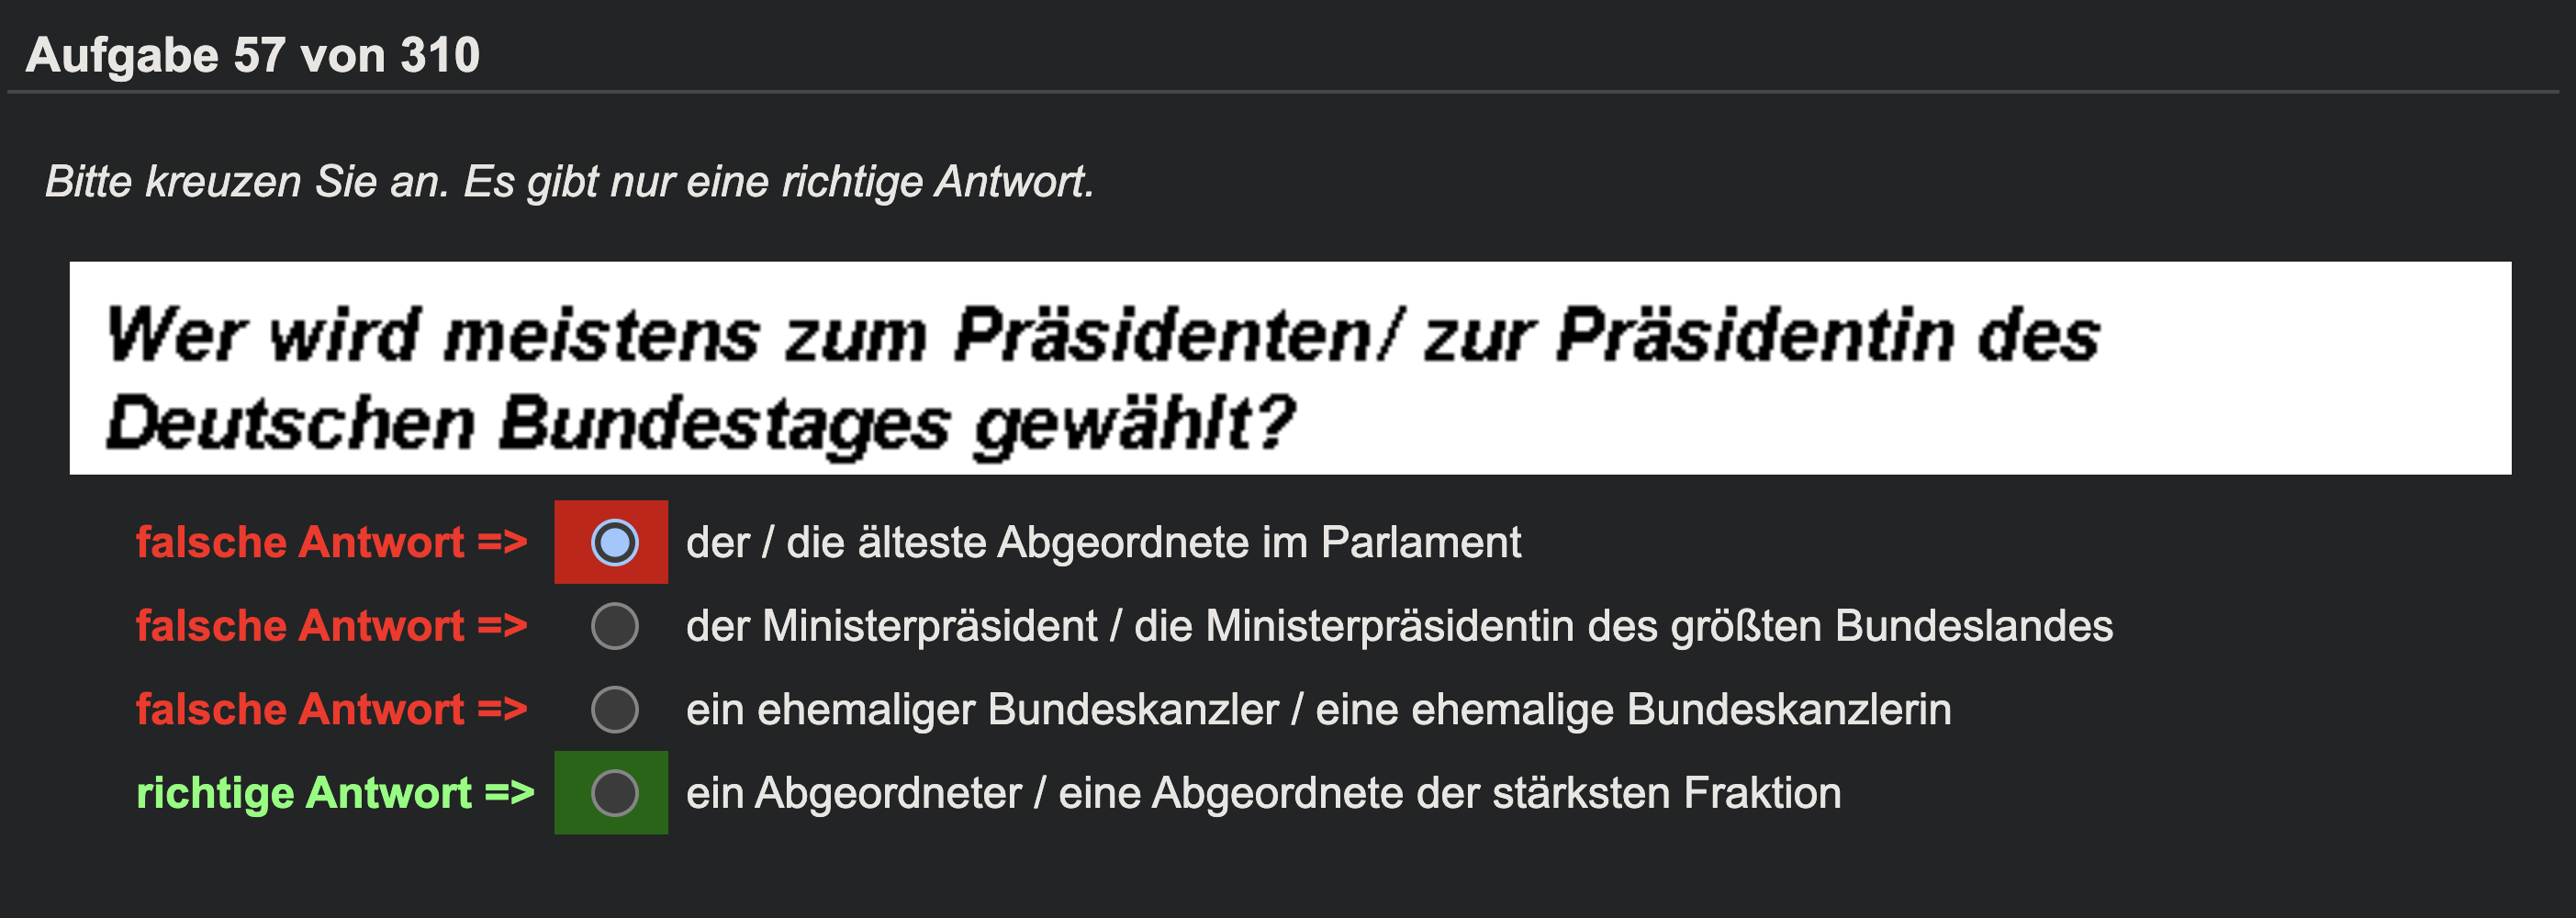 Aufgabe 57 von 310
Bitte kreuzen Sie an. Es gibt nur eine richtige Antwort.
Wer wird meistens zum Präsidenten/ zur Präsidentin des
Deutschen Bundestages gewählt?
falsche Antwort => der / die älteste Abgeordnete im Parlament
falsche Antwort => der Ministerpräsident / die Ministerpräsidentin des größten Bundeslandes
falsche Antwort => ein ehemaliger Bundeskanzler / eine ehemalige Bundeskanzlerin
richtige Antwort => ein Abgeordneter / eine Abgeordnete der stärksten Fraktion